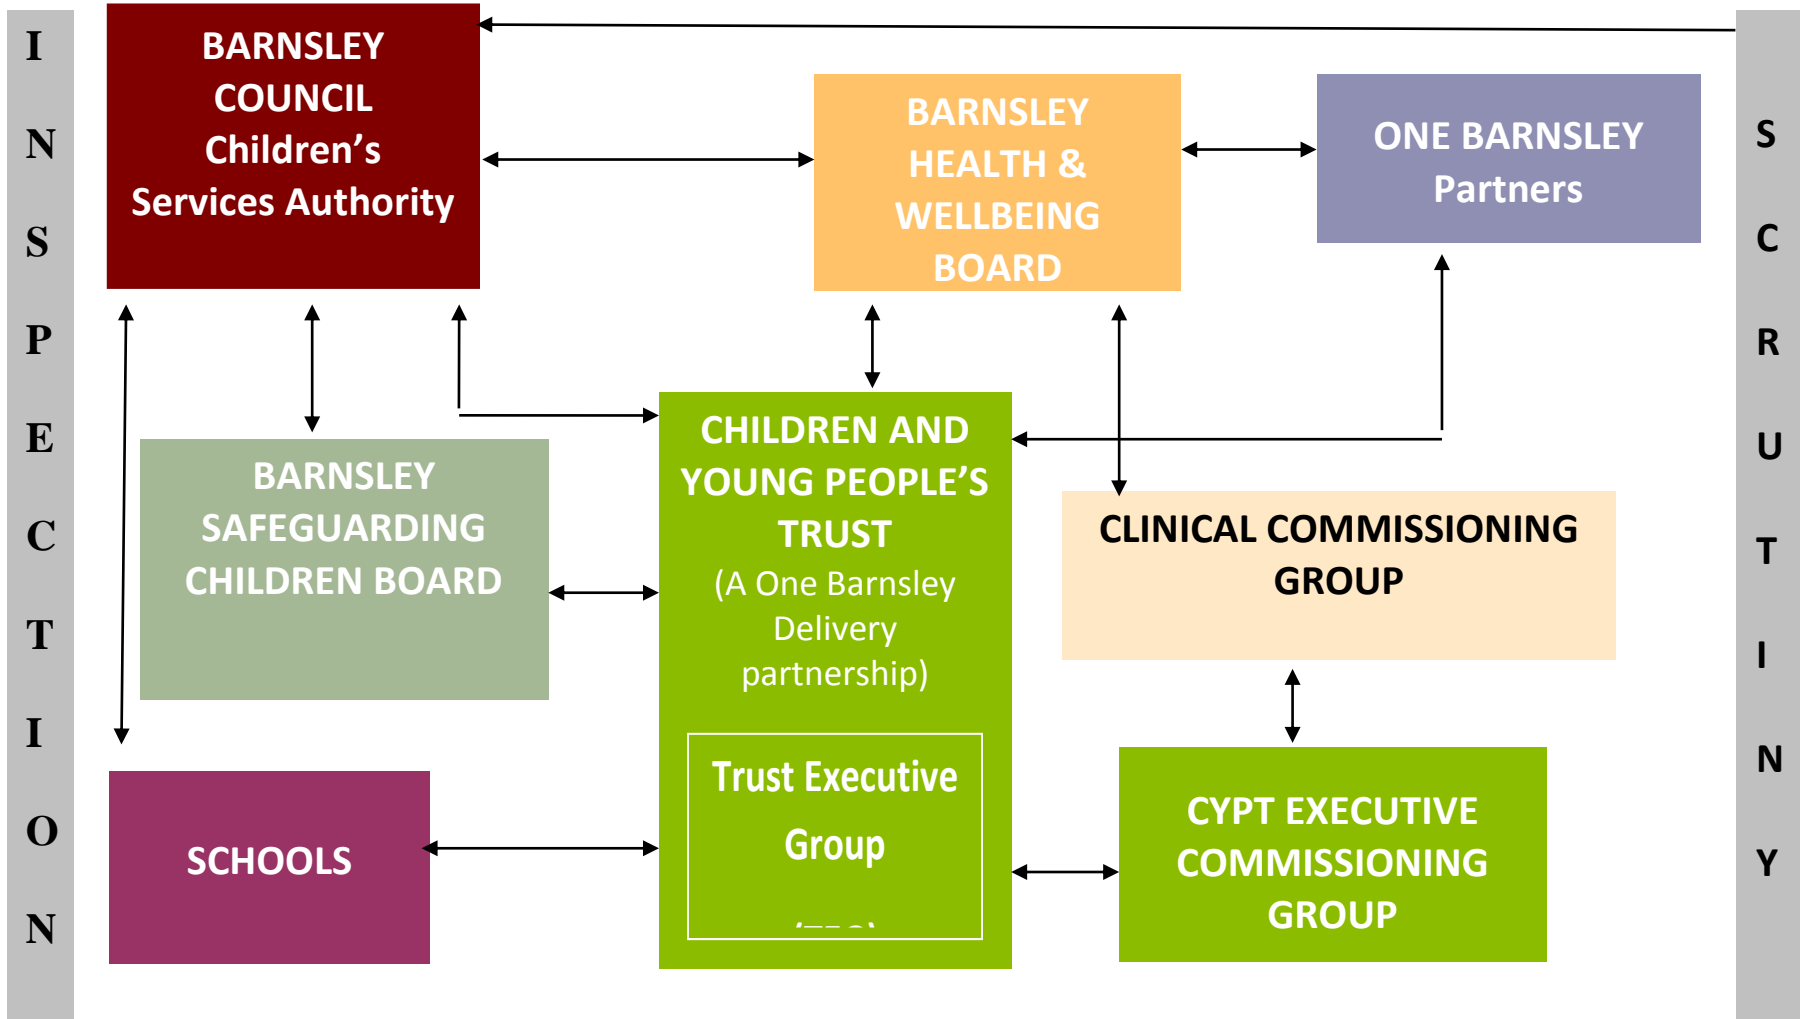 I
N
S
P
E
C
T
I
O
N
BARNSLEY
COUNCIL
Children’s
Services Authority
BARNSLEY
HEALTH &
WELLBEING
BOARD
ONE BARNSLEY
Partners
BARNSLEY
SAFEGUARDING
CHILDREN BOARD
CHILDREN AND
YOUNG PEOPLE’S
TRUST
(A One Barnsley
Delivery
partnership)
Trust Executive
Group
CLINICAL COMMISSIONING
GROUP
SCHOOLS
CYPT EXECUTIVE
COMMISSIONING
GROUP
S
C
R
U
T
I
N
Y